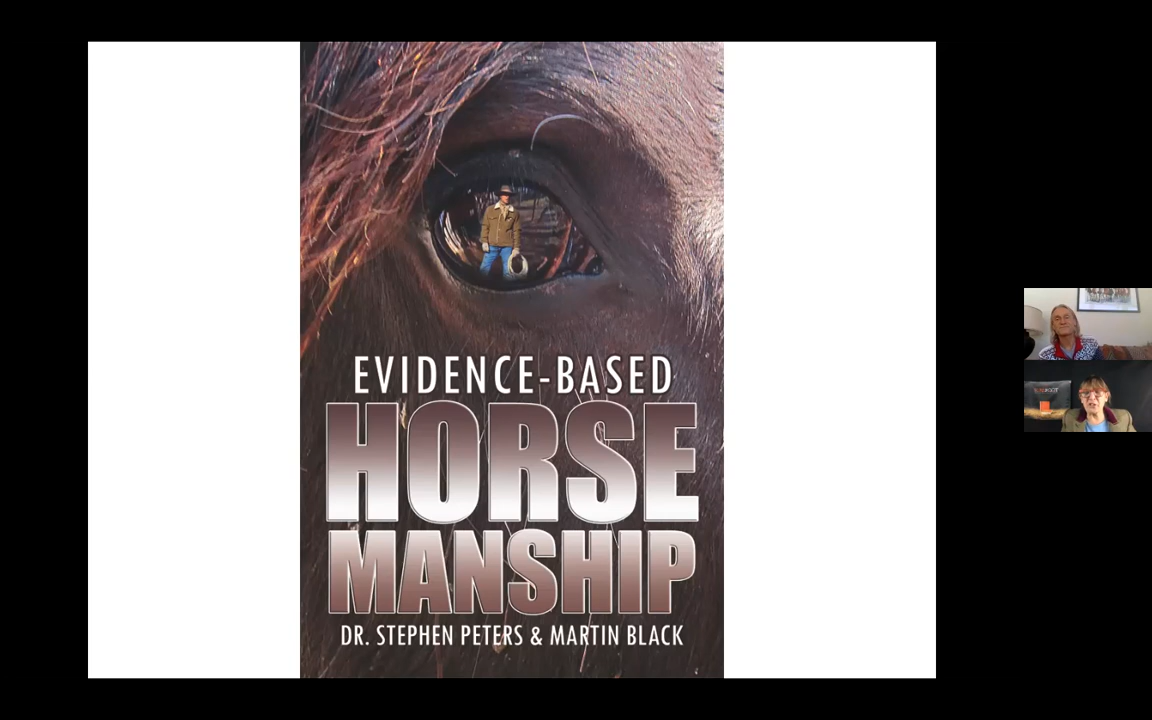 EVIDENCE-BASED
HORSE
MANSHIP
DR. STEPHEN PETERS & MARTIN BLACK